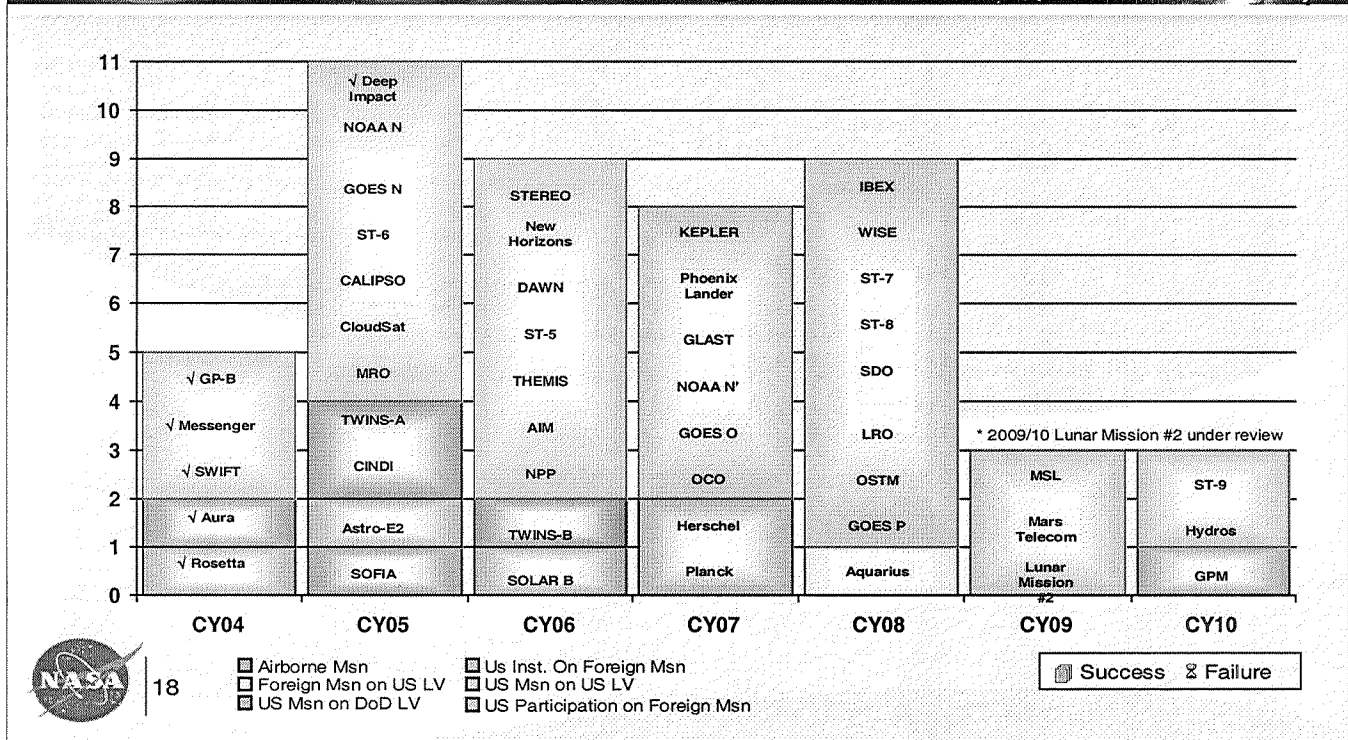 11
10
9
8
7
6
5
4
3
2
1
0
√ GP-B
√ Messenger
√ SWIFT
√ Aura
√ Rosetta
√ Deep
Impact
NOAA N
GOES N
ST-6
CALIPSO
CloudSat
MRO
TWINS-A
CINDI
Astro-E2
SOFIA
STEREO
New
Horizons
DAWN
ST-5
THEMIS
AIM
NPP
TWINS-B
SOLAR B
KEPLER
Phoenix
Lander
GLAST
NOAA N'
GOES O
OCO
Herschel
Planck
IBEX
WISE
ST-7
ST-8
SDO
LRO
OSTM
GOES P
Aquarius
* 2009/10 Lunar Mission #2 under review
MSL
Mars
Telecom
Lunar
Mission
#2
ST-9
Hydros
GPM
CY04 CY05 CY06 CY07 CY08 CY09 CY10
NASA
18
Airborne Msn
Foreign Msn on US LV
US Msn on DoD LV
Us Inst. On Foreign Msn
US Msn on US LV
US Participation on Foreign Msn
Success Failure